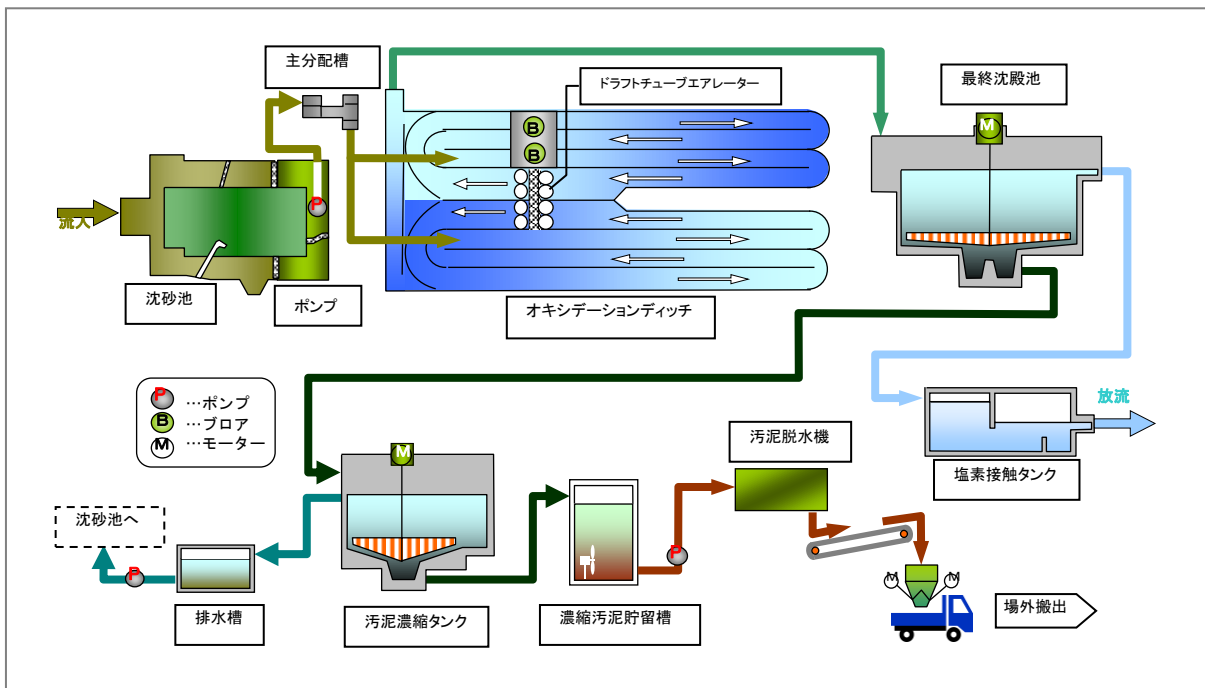 主分配槽
ドラフトチューブエアレーター
最終沈殿池
M
B
B
P
流入
沈砂池
ポンプ
オキシデーションディッチ
P …ポンプ
B …ブロア
M …モーター
放流
塩素接触タンク
汚泥脱水機
M
沈砂池へ
P
P
M
M
排水槽
汚泥濃縮タンク
濃縮汚泥貯留槽
場外搬出